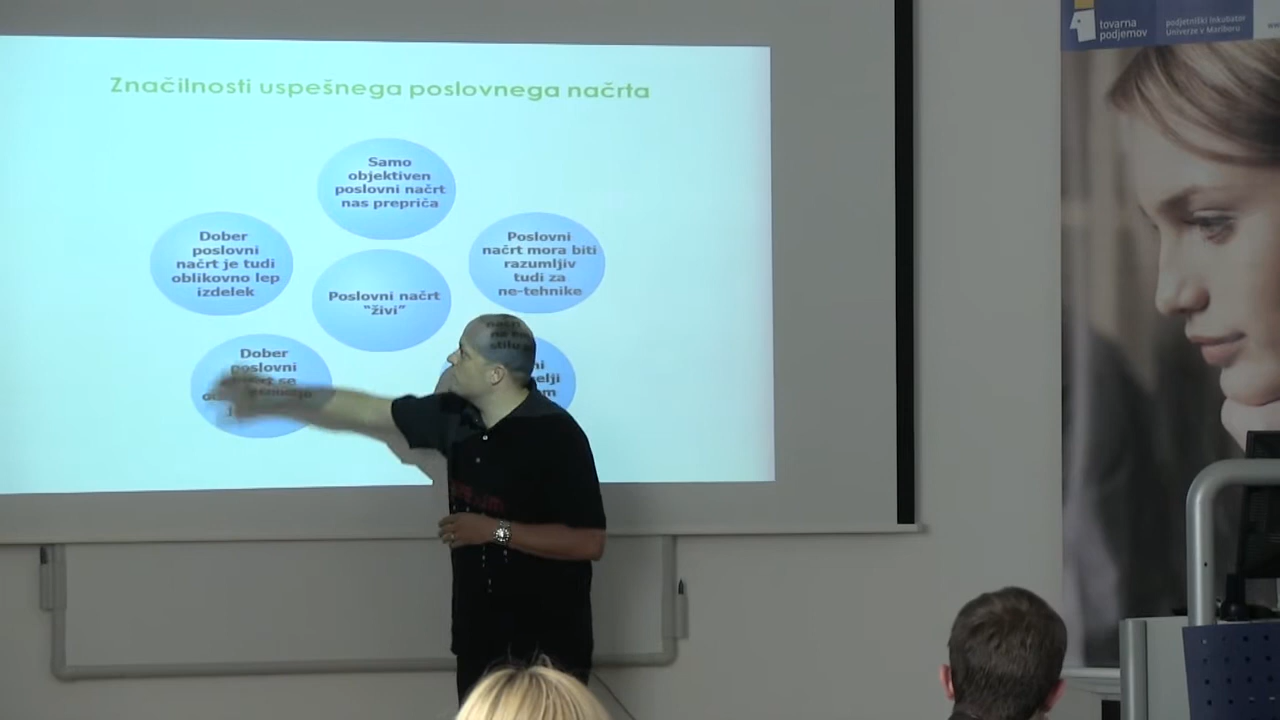 tovarna
podjemov
podjetniški inkubator
Univerze v Mariboru
Značilnosti uspešnega poslovnega načrta
Samo
objektiven
poslovni načrt
nas prepriča
Dober
poslovni
načrt je tudi
oblikovno lep
izdelek
Poslovni
načrt mora biti
razumljiv
tudi za
ne-tehnike
Poslovni načrt
"živi"
Dober
poslovni
se